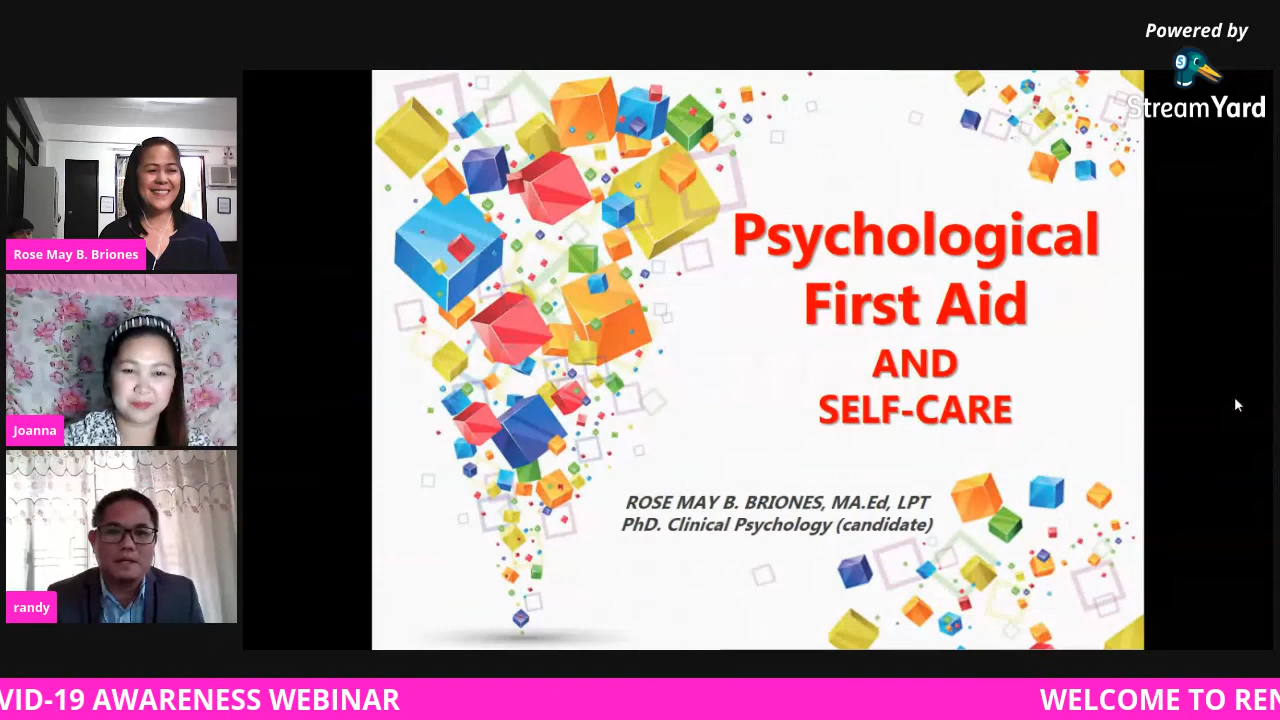 Powered by
StreamYard
Rose May B. Briones
Joanna
randy
Psychological
First Aid
AND
SELF-CARE
ROSE MAY B. BRIONES, MA.Ed, LPT
PhD. Clinical Psychology (candidate)
VID-19 AWARENESS WEBINAR
WELCOME TO REN